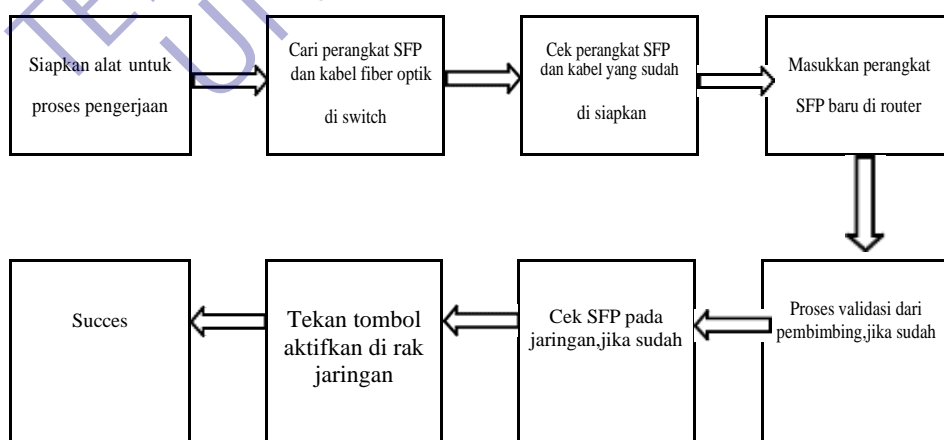 Siapkan alat untuk
proses pengerjaan
Cari perangkat SFP
dan kabel fiber optik
di switch
Cek perangkat SFP
dan kabel yang sudah
di siapkan
Masukkan perangkat
SFP baru di router
Proses validasi dari
pembimbing,jika sudah
Cek SFP pada
jaringan,jika sudah
Tekan tombol
aktifkan di rak
jaringan
Succes